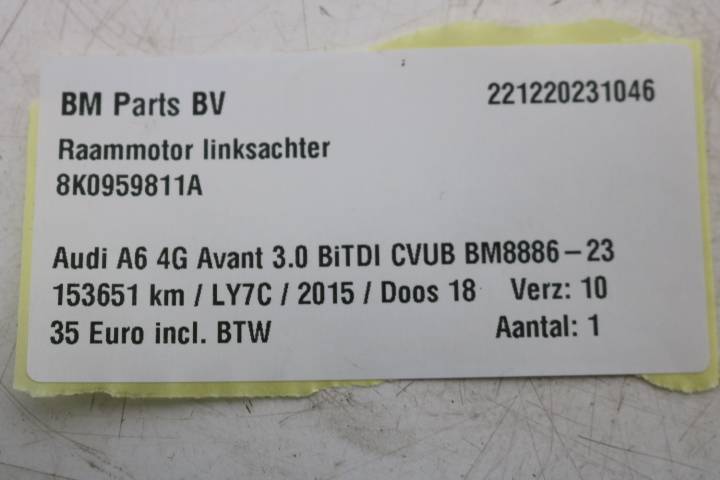 BM Parts BV 221220231046
Raammotor linksachter
8K0959811A
Audi A6 4G Avant 3.0 BiTDI CVUB BM8886-23
153651 km / LY7C / 2015 / Doos 18 Verz: 10
35 Euro incl. BTW Aantal: 1